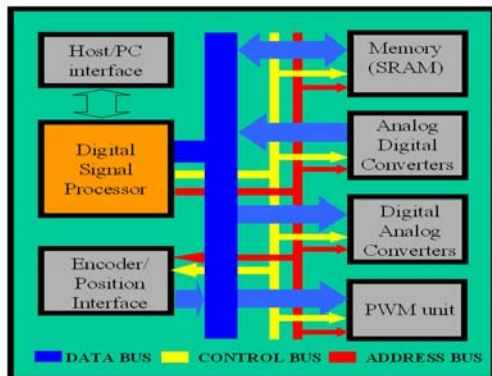 Host/PC
interface
Digital
Signal
Processor
Encoder/
Position
Interface
Memory
(SRAM)
Analog
Digital
Converters
Digital
Analog
Converters
PWM unit
DATA BUS
CONTROL BUS
ADDRESS BUS